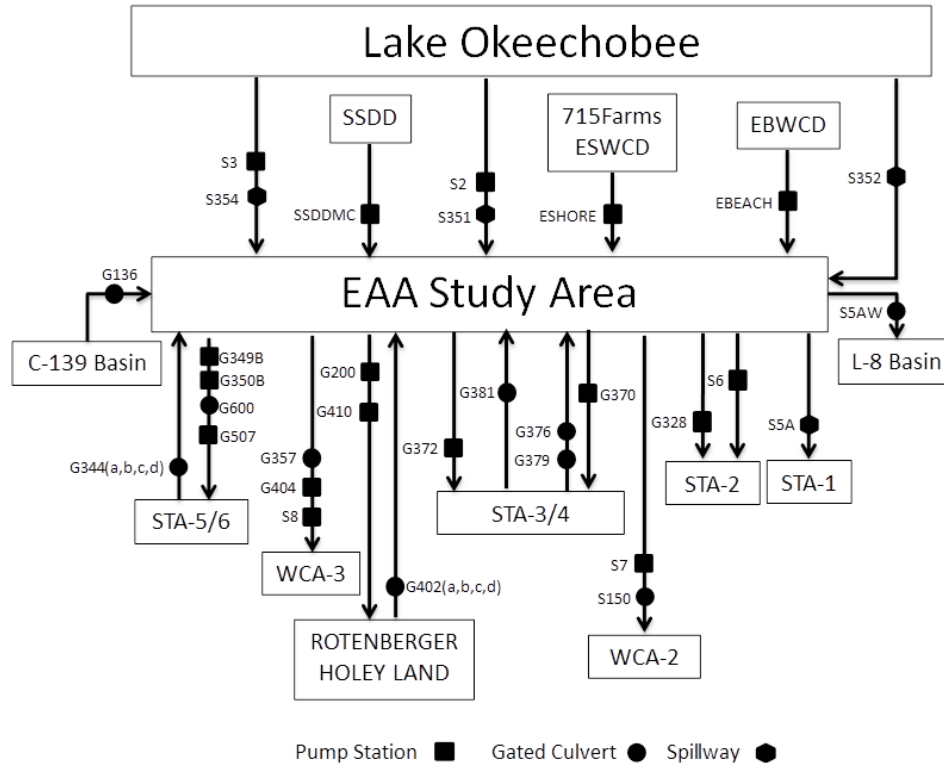 Lake Okeechobee
SSDD
715Farms
ESWCD
EBWCD
S3
S354
SSDDMC
S2
S351
ESHORE
EBEACH
S352
G136
EAA Study Area
S5AW
C-139 Basin
L-8 Basin
G349B
G350B
G600
G507
G344(a,b,c,d)
STA-5/6
G357
G404
S8
WCA-3
G200
G410
G402(a,b,c,d)
ROTENBERGER
HOLEY LAND
G372
G381
G376
G379
G370
STA-3/4
S7
S150
WCA-2
G328
S6
STA-2
S5A
STA-1
Pump Station
Gated Culvert
Spillway